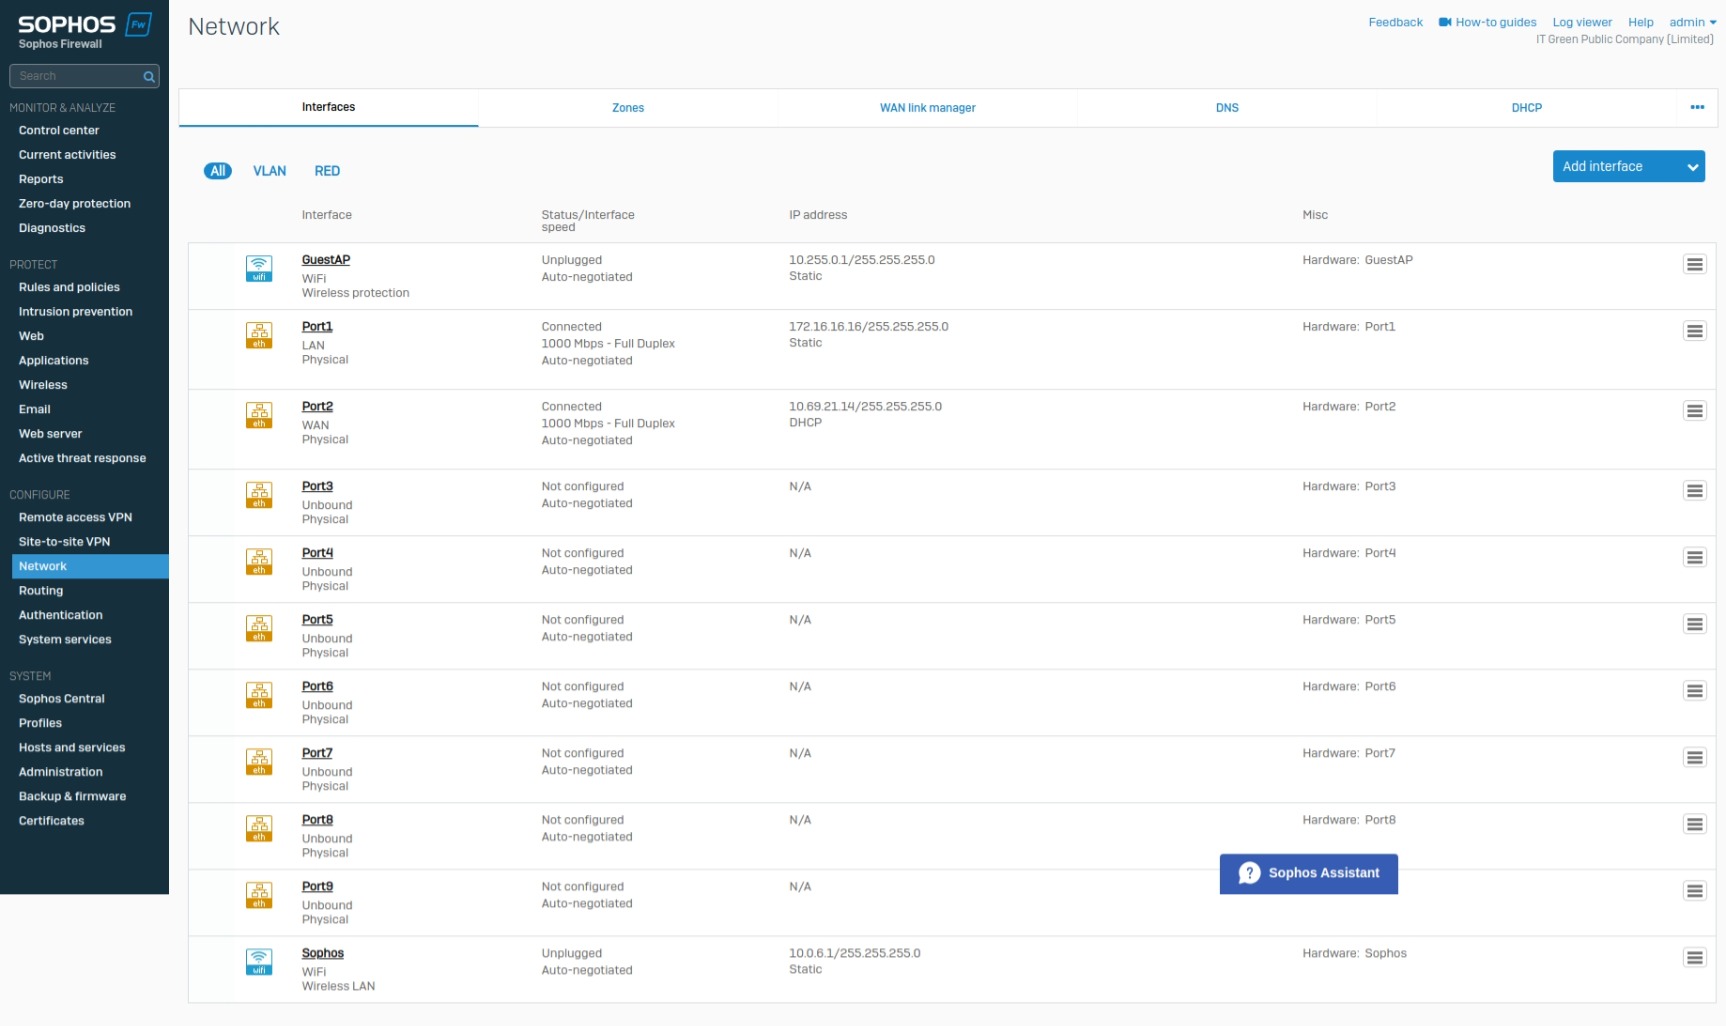 SOPHOS Fw
Sophos Firewall
Search
MONITOR & ANALYZE
Control center
Current activities
Reports
Zero-day protection
Diagnostics
PROTECT
Rules and policies
Intrusion prevention
Web
Applications
Wireless
Email
Web server
Active threat response
CONFIGURE
Remote access VPN
Site-to-site VPN
Network
Routing
Authentication
System services
SYSTEM
Sophos Central
Profiles
Hosts and services
Administration
Backup & firmware
Certificates
Network
Feedback How-to guides Log viewer Help admin
IT Green Public Company (Limited)
Interfaces Zones WAN link manager DNS DHCP •••
All VLAN RED
Add interface
Interface Status/Interface speed IP address Misc
wifi
GuestAP Unplugged 10.255.0.1/255.255.255.0 Hardware: GuestAP
WiFi Auto-negotiated Static
Wireless protection
eth
Port1 Connected 172.16.16.16/255.255.255.0 Hardware: Port1
LAN 1000 Mbps - Full Duplex Static
Physical Auto-negotiated
eth
Port2 Connected 10.69.21.14/255.255.255.0 Hardware: Port2
WAN 1000 Mbps - Full Duplex DHCP
Physical Auto-negotiated
eth
Port3 Not configured N/A Hardware: Port3
Unbound Auto-negotiated
Physical
eth
Port4 Not configured N/A Hardware: Port4
Unbound Auto-negotiated
Physical
eth
Port5 Not configured N/A Hardware: Port5
Unbound Auto-negotiated
Physical
eth
Port6 Not configured N/A Hardware: Port6
Unbound Auto-negotiated
Physical
eth
Port7 Not configured N/A Hardware: Port7
Unbound Auto-negotiated
Physical
eth
Port8 Not configured N/A Hardware: Port8
Unbound Auto-negotiated
Physical
? Sophos Assistant
eth
Port9 Not configured N/A
Unbound Auto-negotiated
Physical
wifi
Sophos Unplugged 10.0.6.1/255.255.255.0 Hardware: Sophos
WiFi Auto-negotiated Static
Wireless LAN